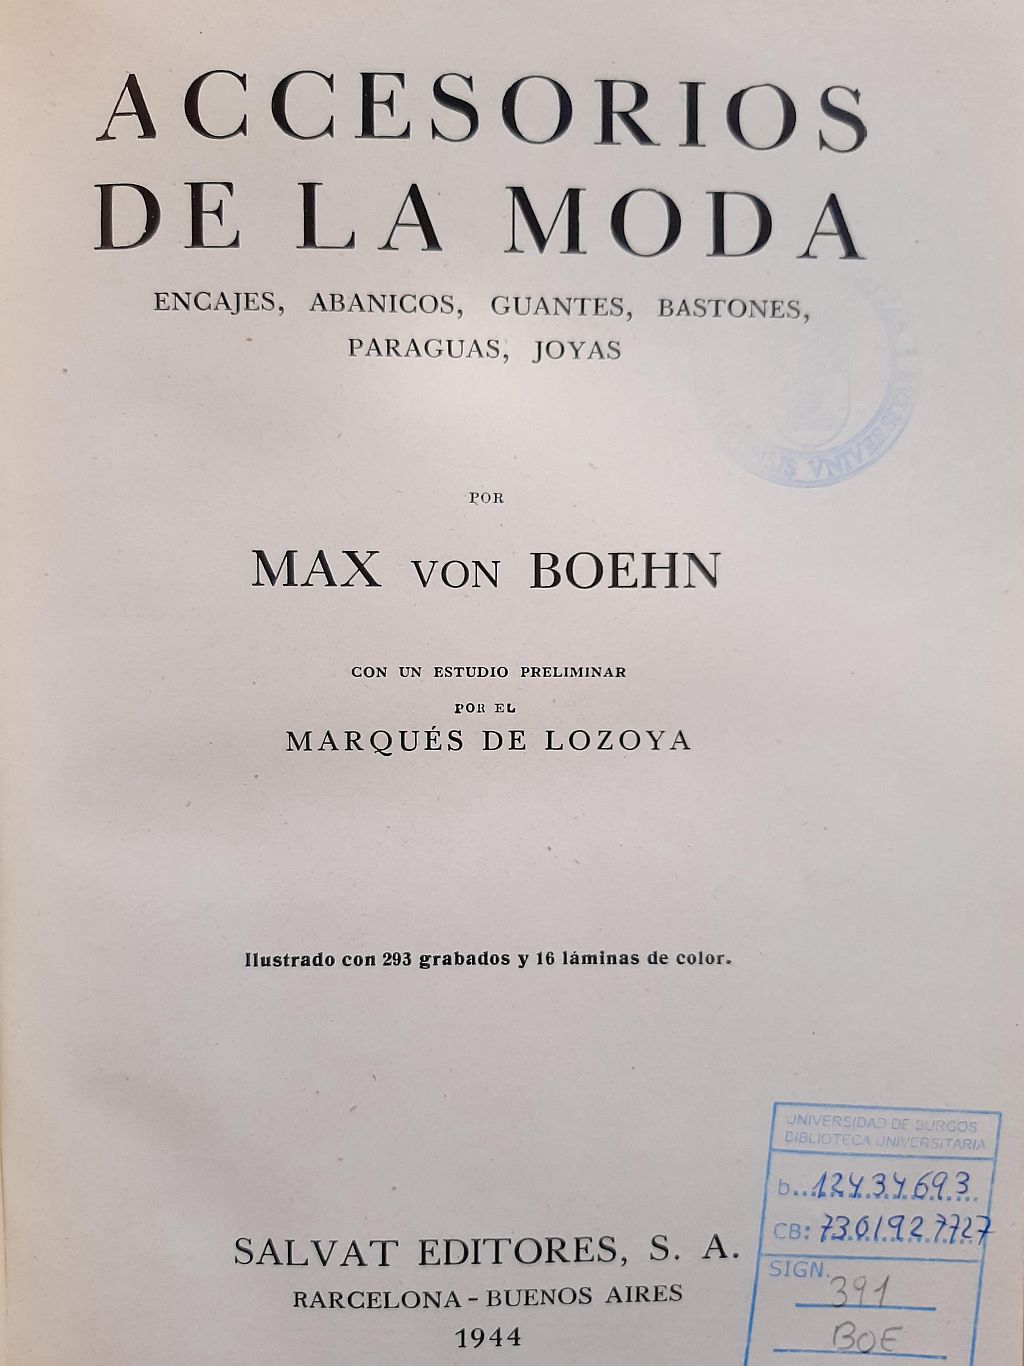 ACCESORIOS
DE LA MODA
ENCAJES, ABANICOS, GUANTES, BASTONES,
PARAGUAS, JOYAS
POR
MAX VON BOEHN
CON UN ESTUDIO PRELIMINAR
POR EL
MARQUÉS DE LOZOYA
Ilustrado con 293 grabados y 16 láminas de color.
SALVAT EDITORES, S. A.
BARCELONA - BUENOS AIRES
1944
UNIVERSIDAD DE BURGOS
BIBLIOTECA UNIVERSITARIA
b...12434693
CB: 7301927727
SIGN.
391
BOE